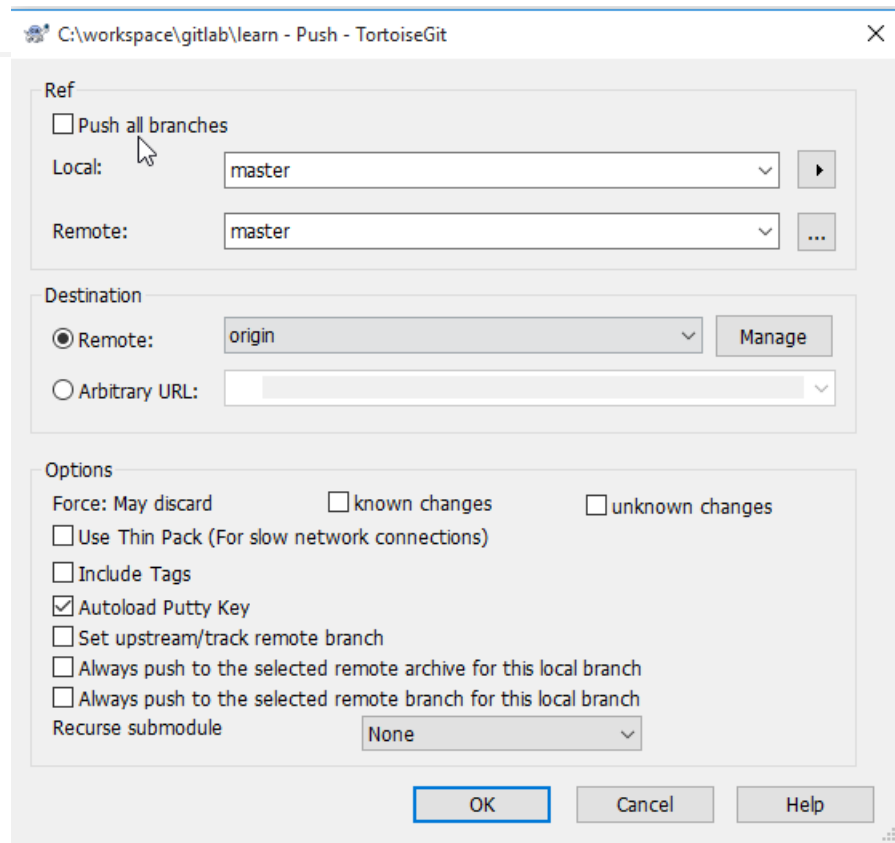 C:\workspace\gitlab\learn - Push - TortoiseGit
Ref
Push all branches
Local: master
Remote: master ...
Destination
Remote: origin Manage
Arbitrary URL:
Options
Force: May discard known changes unknown changes
Use Thin Pack (For slow network connections)
Include Tags
Autoload Putty Key
Set upstream/track remote branch
Always push to the selected remote archive for this local branch
Always push to the selected remote branch for this local branch
Recurse submodule None
OK Cancel Help